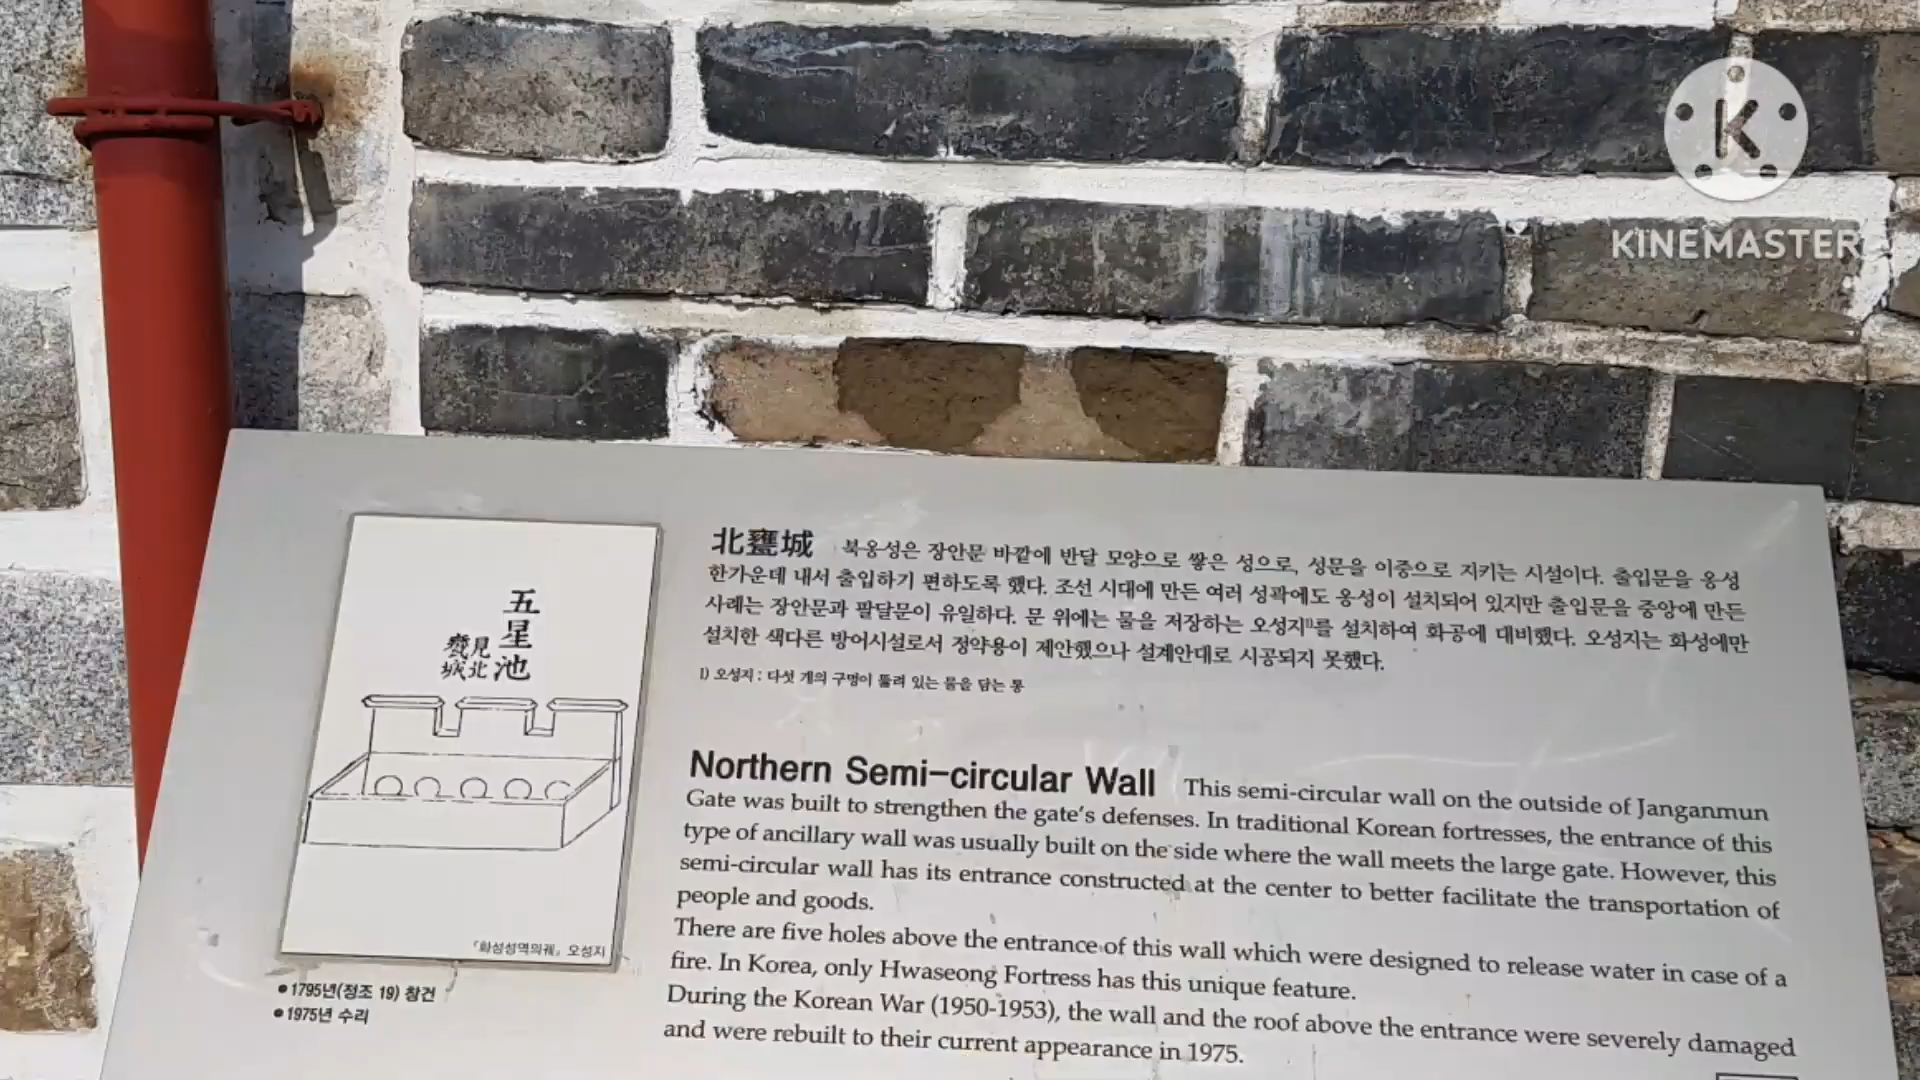 K
KINEMASTER
五星池
見北
甕城
『화성성역의궤』 오성지
●1795년(정조 19) 창건
●1975년 수리
北甕城 북옹성은 장안문 바깥에 반달 모양으로 쌓은 성으로, 성문을 이중으로 지키는 시설이다. 출입문을 옹성
한가운데 내서 출입하기 편하도록 했다. 조선 시대에 만든 여러 성곽에도 옹성이 설치되어 있지만 출입문을 중앙에 만든
사례는 장안문과 팔달문이 유일하다. 문 위에는 물을 저장하는 오성지¹⁾를 설치하여 화공에 대비했다. 오성지는 화성에만
설치한 색다른 방어시설로서 정약용이 제안했으나 설계안대로 시공되지 못했다.
1) 오성지 : 다섯 개의 구멍이 뚫려 있는 물을 담는 통
Northern Semi-circular Wall This semi-circular wall on the outside of Janganmun
Gate was built to strengthen the gate's defenses. In traditional Korean fortresses, the entrance of this
type of ancillary wall was usually built on the side where the wall meets the large gate. However, this
semi-circular wall has its entrance constructed at the center to better facilitate the transportation of
people and goods.
There are five holes above the entrance of this wall which were designed to release water in case of a
fire. In Korea, only Hwaseong Fortress has this unique feature.
During the Korean War (1950-1953), the wall and the roof above the entrance were severely damaged
and were rebuilt to their current appearance in 1975.